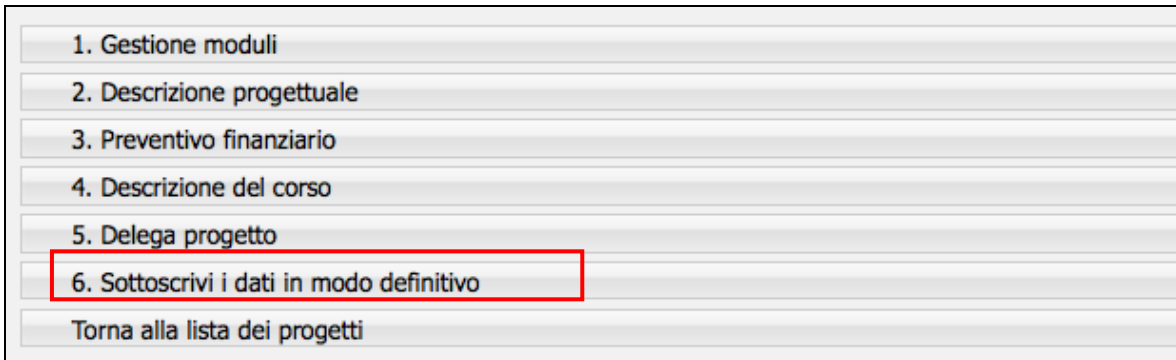 1. Gestione moduli
2. Descrizione progettuale
3. Preventivo finanziario
4. Descrizione del corso
5. Delega progetto
6. Sottoscrivi i dati in modo definitivo
Torna alla lista dei progetti